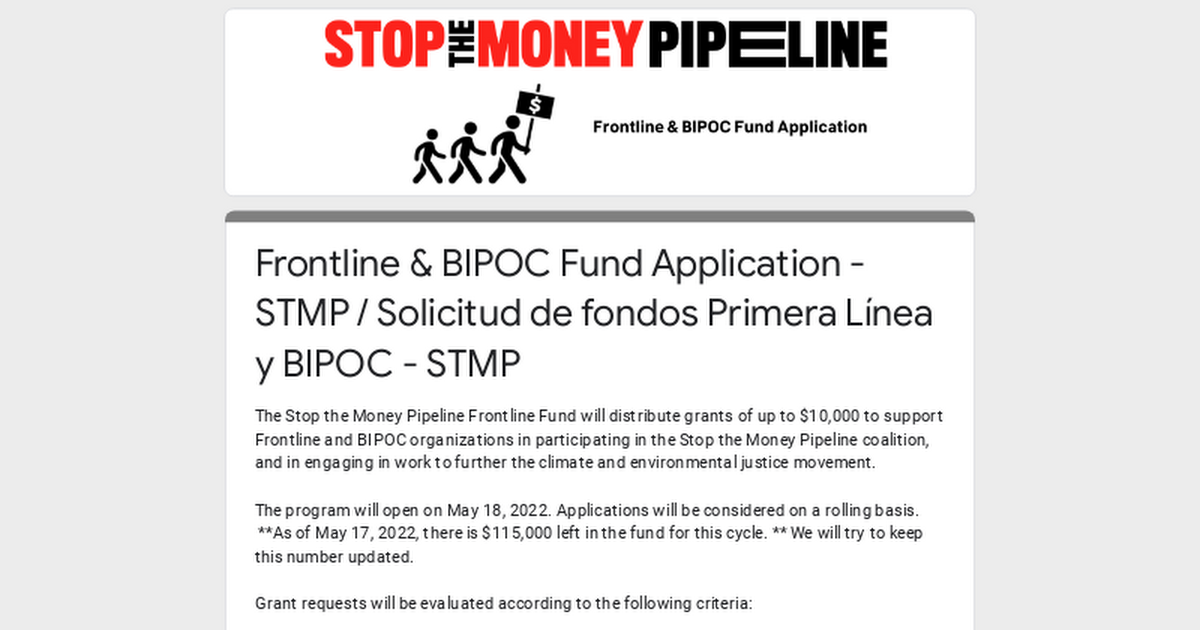 STOP THE MONEY PIPELINE
$
Frontline & BIPOC Fund Application
Frontline & BIPOC Fund Application -
STMP / Solicitud de fondos Primera Línea
y BIPOC - STMP
The Stop the Money Pipeline Frontline Fund will distribute grants of up to $10,000 to support
Frontline and BIPOC organizations in participating in the Stop the Money Pipeline coalition,
and in engaging in work to further the climate and environmental justice movement.
The program will open on May 18, 2022. Applications will be considered on a rolling basis.
**As of May 17, 2022, there is $115,000 left in the fund for this cycle. ** We will try to keep
this number updated.
Grant requests will be evaluated according to the following criteria: